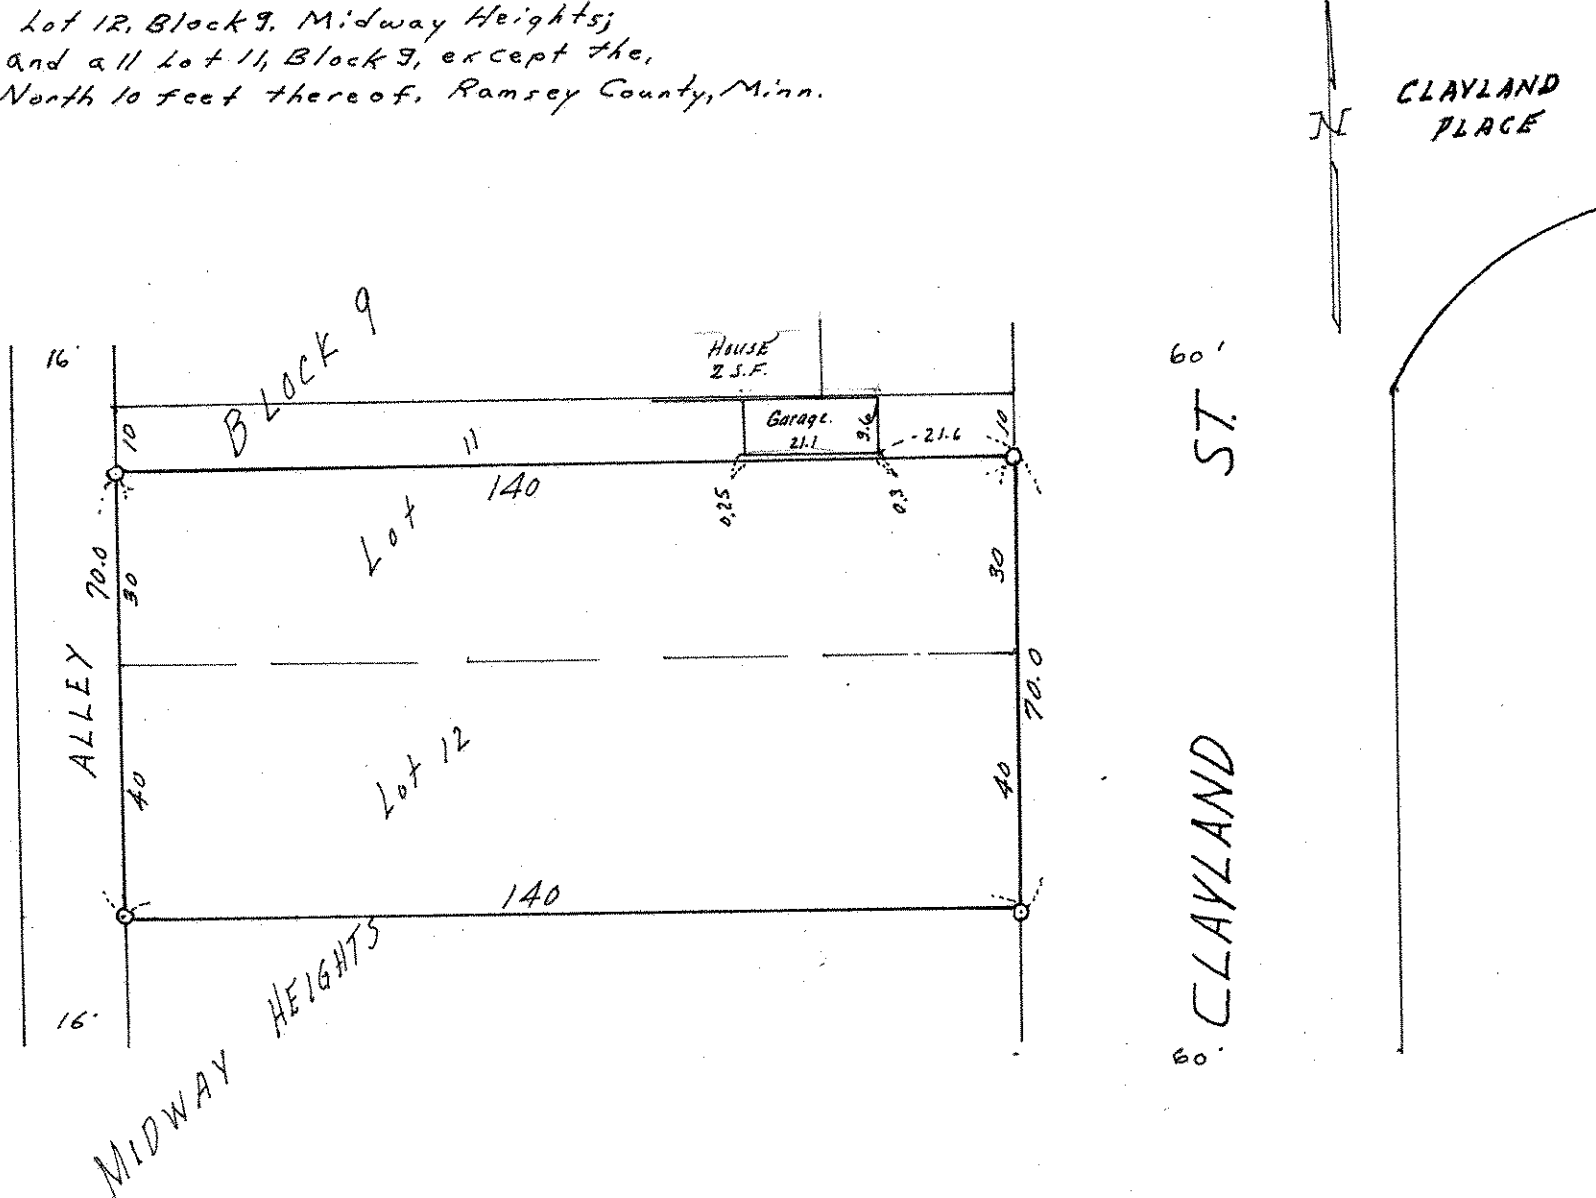 Lot 12, Block 9, Midway Heights;
and all Lot 11, Block 9, except the,
North 10 feet thereof. Ramsey County, Minn.
N
CLAYLAND
PLACE
16'
BLOCK 9
HOUSE
2 S.F.
60'
10
11
Garage.
21.1
9.6
21.6
10
ST.
140
0.25
0.3
Lot
70.0
30
30
ALLEY
70.0
Lot 12
40
40
CLAYLAND
140
MIDWAY HEIGHTS
16'
60'